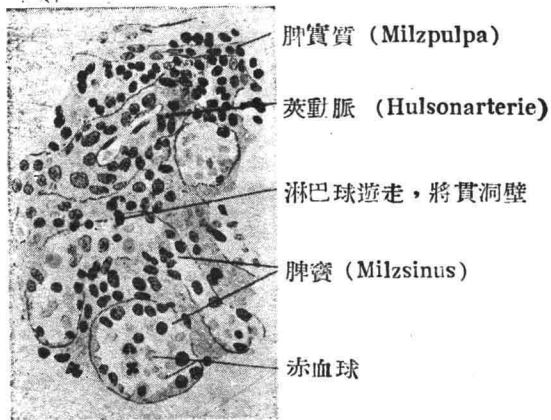 脾實質 (Milzpulpa)
莢動脈 (Hulsonarterie)
淋巴球遊走，將貫洞壁
脾竇 (Milzsinus)
赤血球